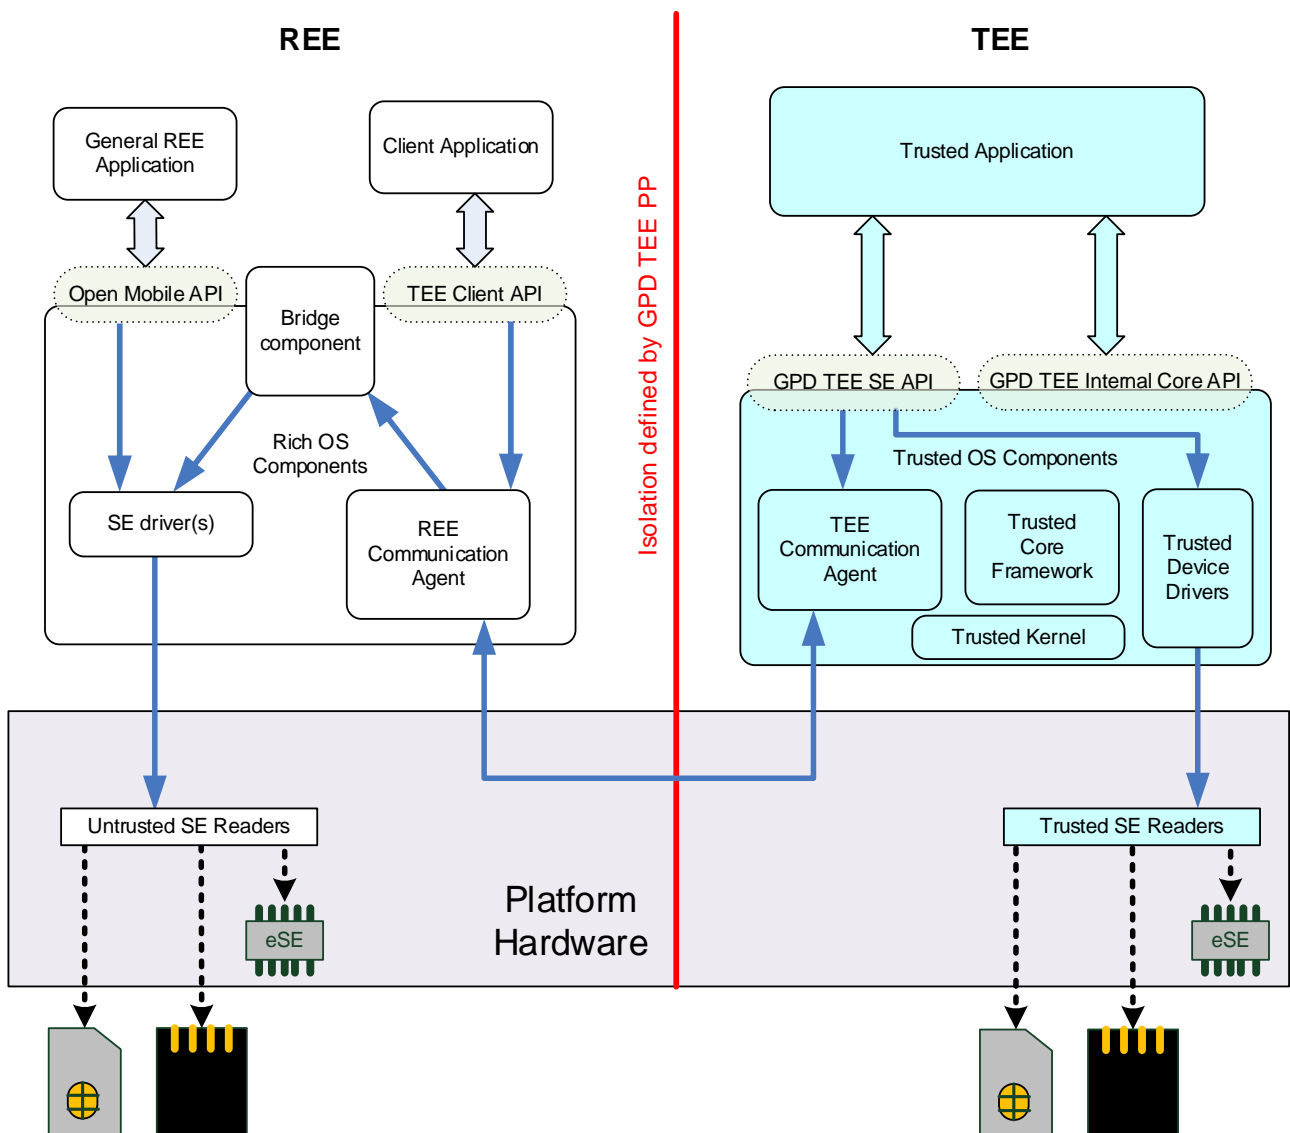 REE
TEE
General REE
Application
Client Application
Trusted Application
Isolation defined by GPD TEE PP
Open Mobile API
Bridge
component
TEE Client API
GPD TEE SE API
GPD TEE Internal Core API
Rich OS
Components
Trusted OS Components
SE driver(s)
REE
Communication
Agent
TEE
Communication
Agent
Trusted
Core
Framework
Trusted
Device
Drivers
Trusted Kernel
Untrusted SE Readers
Trusted SE Readers
Platform
Hardware
eSE
eSE